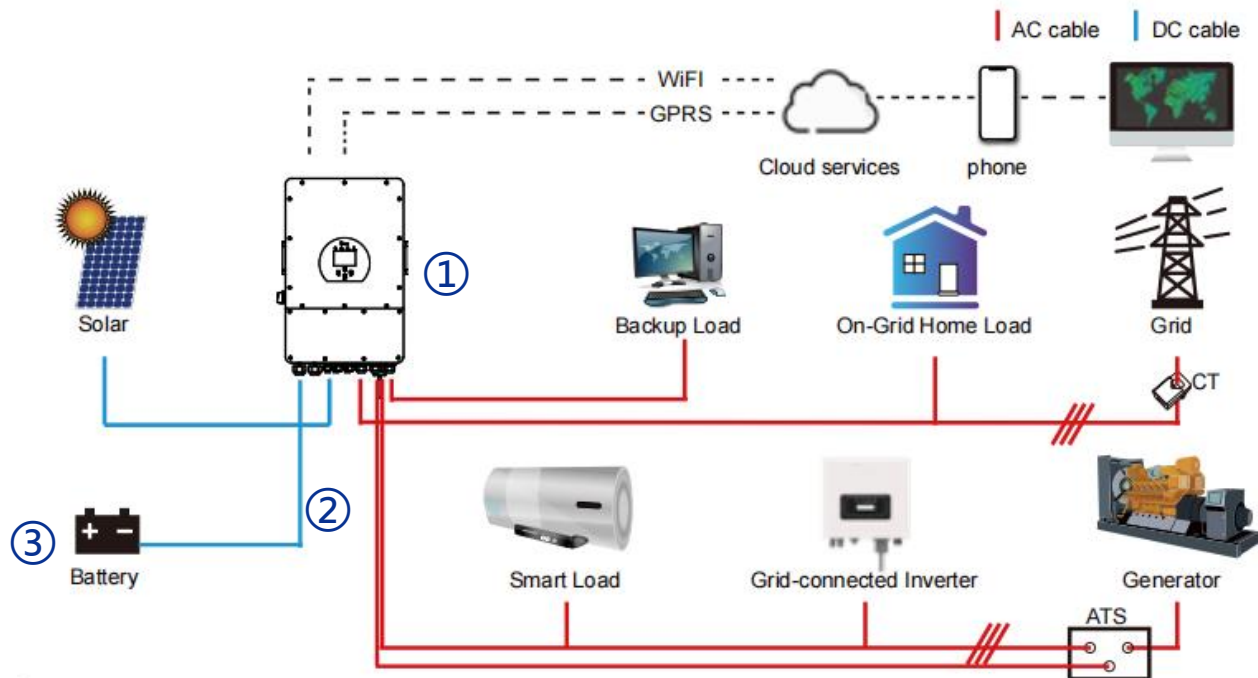 AC cable
DC cable
WiFI
GPRS
Cloud services
phone
①
Solar
Backup Load
On-Grid Home Load
Grid
CT
②
③
+ −
Battery
Smart Load
Grid-connected Inverter
Generator
ATS